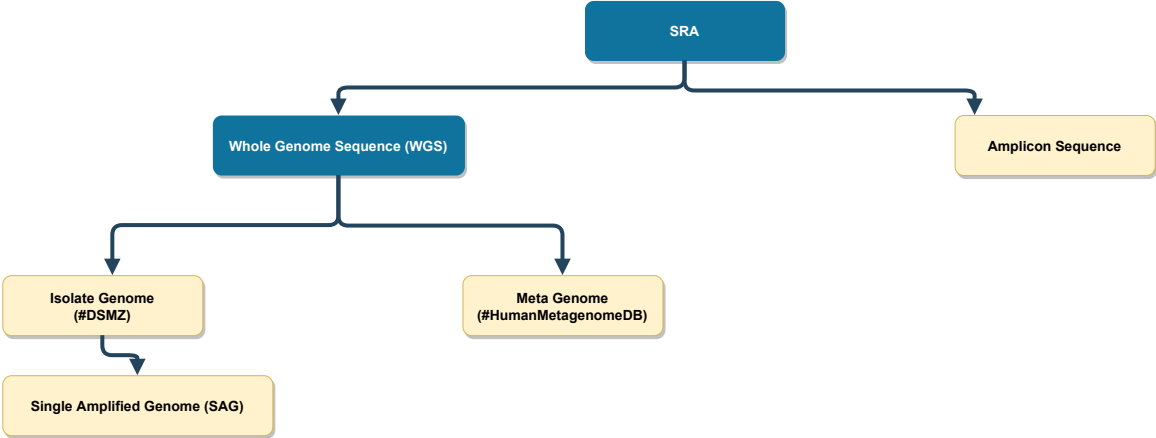 SRA
Whole Genome Sequence (WGS)
Amplicon Sequence
Isolate Genome
(#DSMZ)
Meta Genome
(#HumanMetagenomeDB)
Single Amplified Genome (SAG)